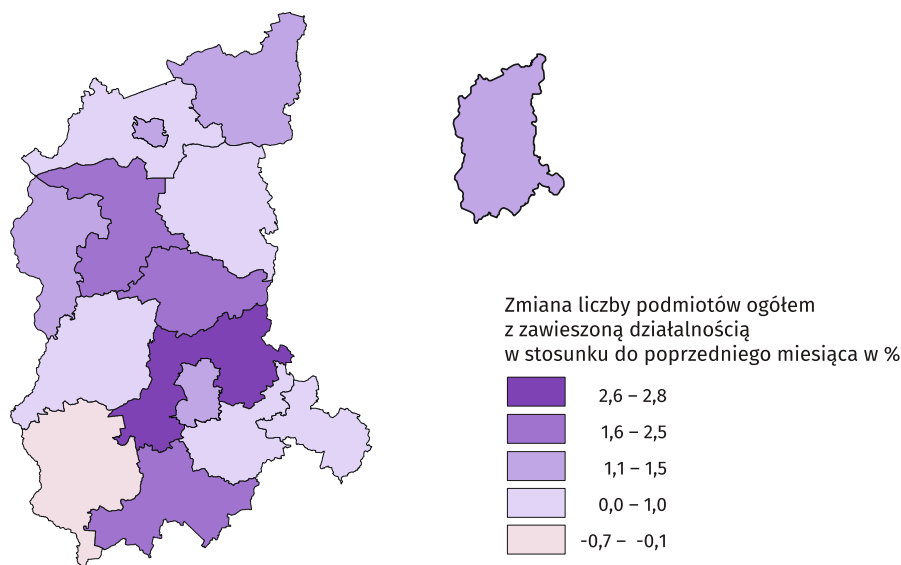 Zmiana liczby podmiotów ogółem
z zawieszoną działalnością
w stosunku do poprzedniego miesiąca w %
2,6 – 2,8
1,6 – 2,5
1,1 – 1,5
0,0 – 1,0
-0,7 – -0,1